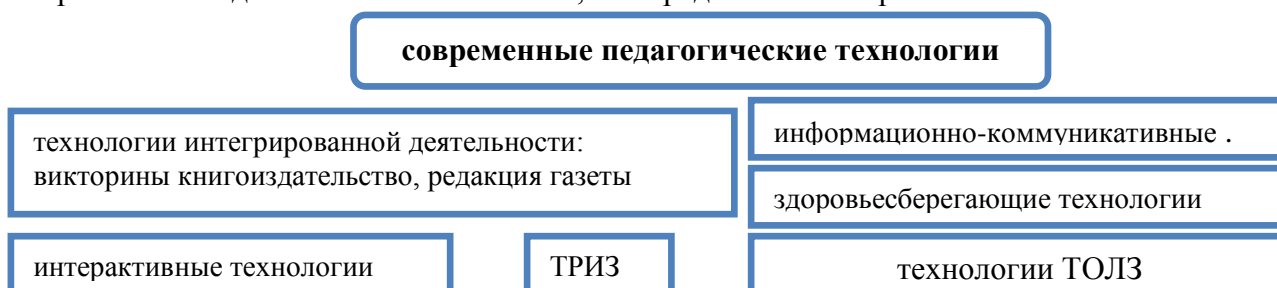 современные педагогические технологии
технологии интегрированной деятельности:
викторины книгоиздательство, редакция газеты
информационно-коммуникативные .
здоровьесберегающие технологии
интерактивные технологии
ТРИЗ
технологии ТОЛЗ